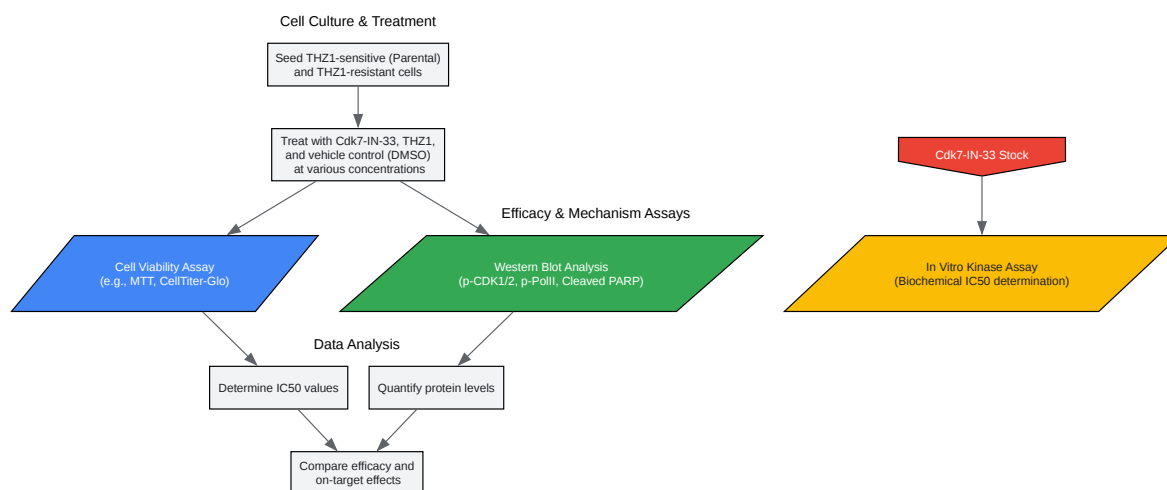 Cell Culture & Treatment
Seed THZ1-sensitive (Parental)
and THZ1-resistant cells
Treat with Cdk7-IN-33, THZ1,
and vehicle control (DMSO)
at various concentrations
Cdk7-IN-33 Stock
Efficacy & Mechanism Assays
Cell Viability Assay
(e.g., MTT, CellTiter-Glo)
Western Blot Analysis
(p-CDK1/2, p-PolII, Cleaved PARP)
In Vitro Kinase Assay
(Biochemical IC50 determination)
Data Analysis
Determine IC50 values
Quantify protein levels
Compare efficacy and
on-target effects